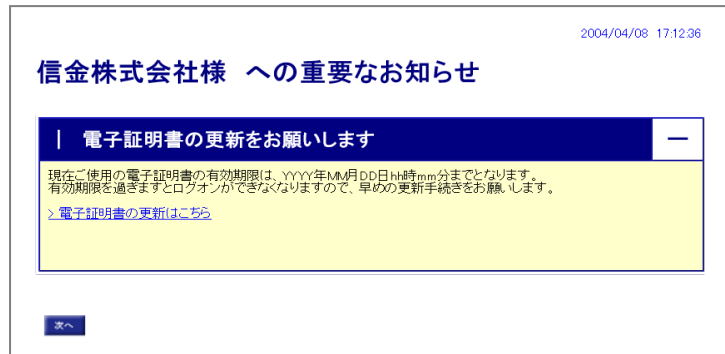 2004/04/08 17:12:36
信金株式会社様 への重要なお知らせ
| 電子証明書の更新をお願いします
現在ご使用の電子証明書の有効期限は、YYYY年MM月DD日hh時mm分までとなります。
有効期限を過ぎますとログオンができなくなりますので、早めの更新手続きをお願いします。
> 電子証明書の更新はこちら
次へ